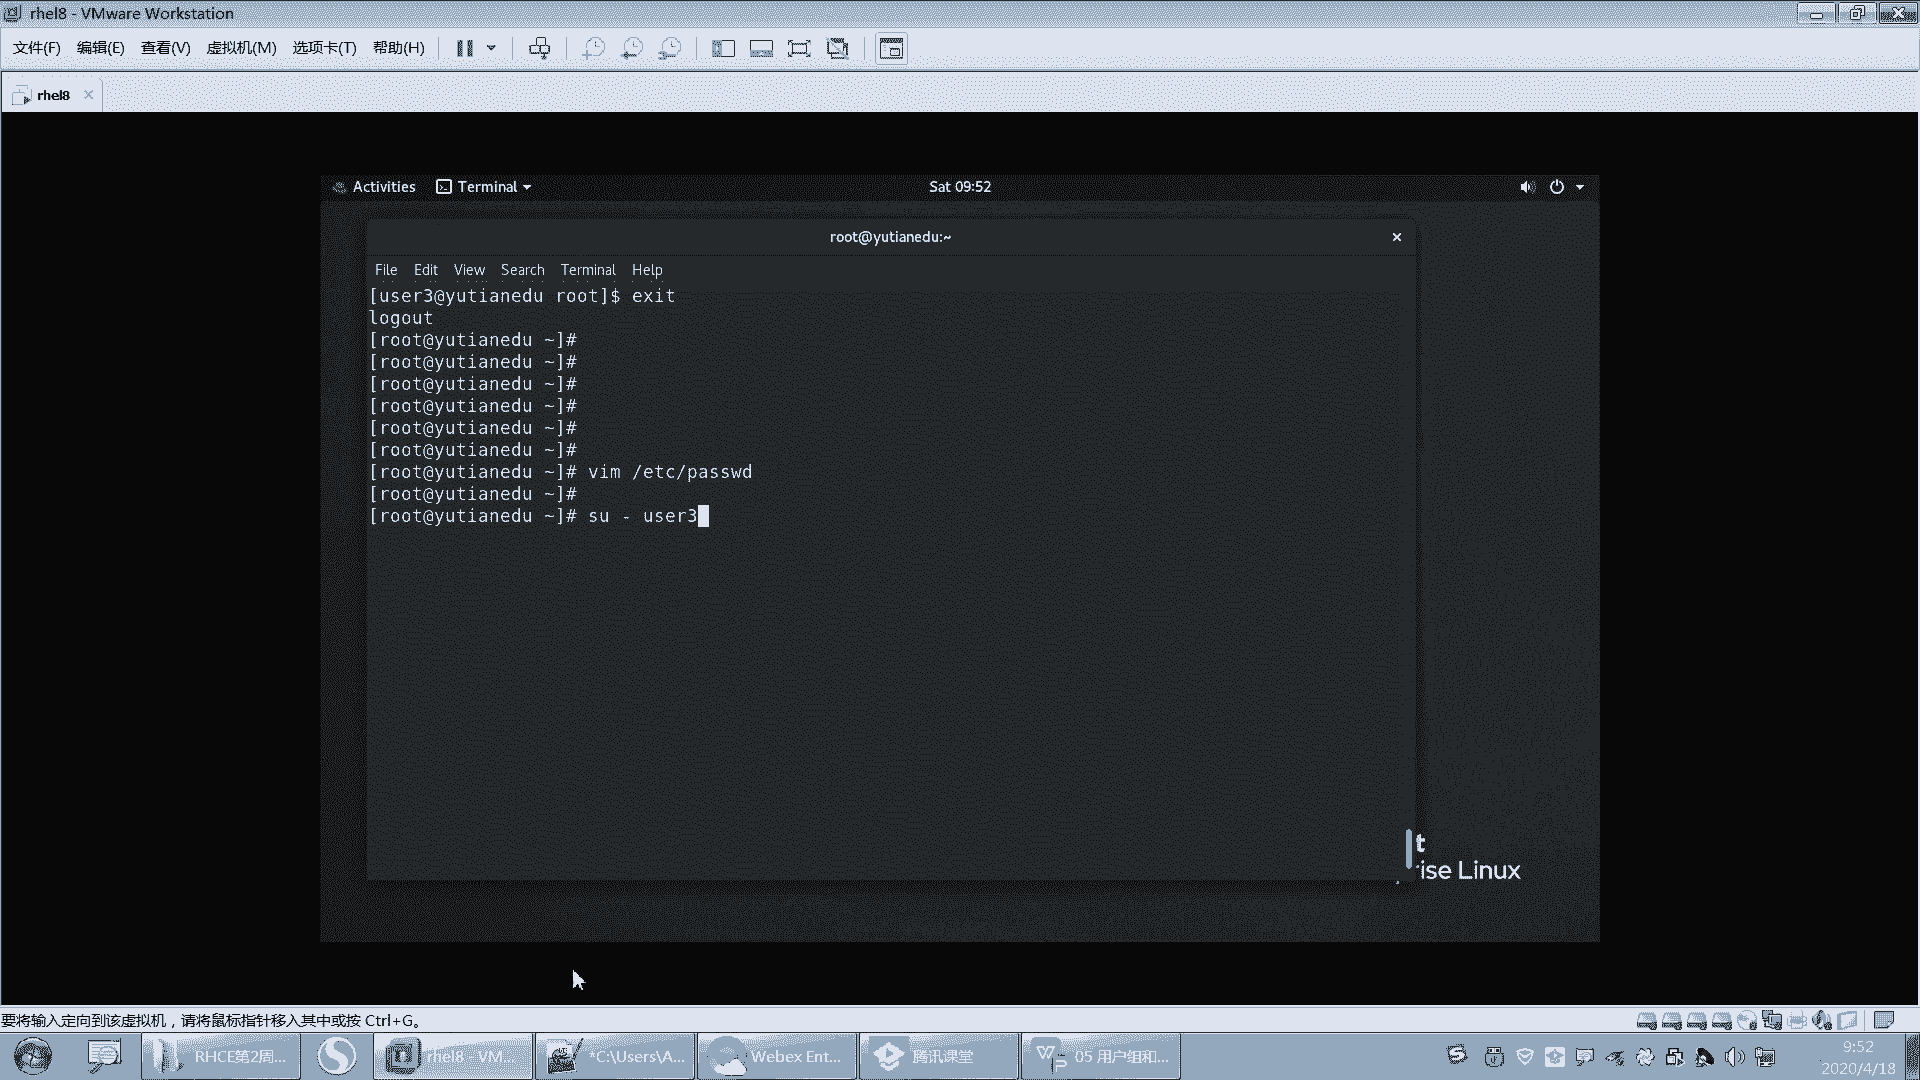 rhel8 - VMware Workstation
文件(F) 编辑(E) 查看(V) 虚拟机(M) 选项卡(T) 帮助(H)
rhel8
Activities Terminal Sat 09:52
root@yutianedu:~
File Edit View Search Terminal Help
[user3@yutianedu root]$ exit
logout
[root@yutianedu ~]#
[root@yutianedu ~]#
[root@yutianedu ~]#
[root@yutianedu ~]#
[root@yutianedu ~]#
[root@yutianedu ~]#
[root@yutianedu ~]# vim /etc/passwd
[root@yutianedu ~]#
[root@yutianedu ~]# su - user3
t
rise Linux
要将输入定向到该虚拟机，请将鼠标指针移入其中或按 Ctrl+G。
RHCE第2周... rhel8 - VM... *C:\Users\A... Webex Ent... 腾讯课堂 05 用户组和... 9:52
2020/4/18